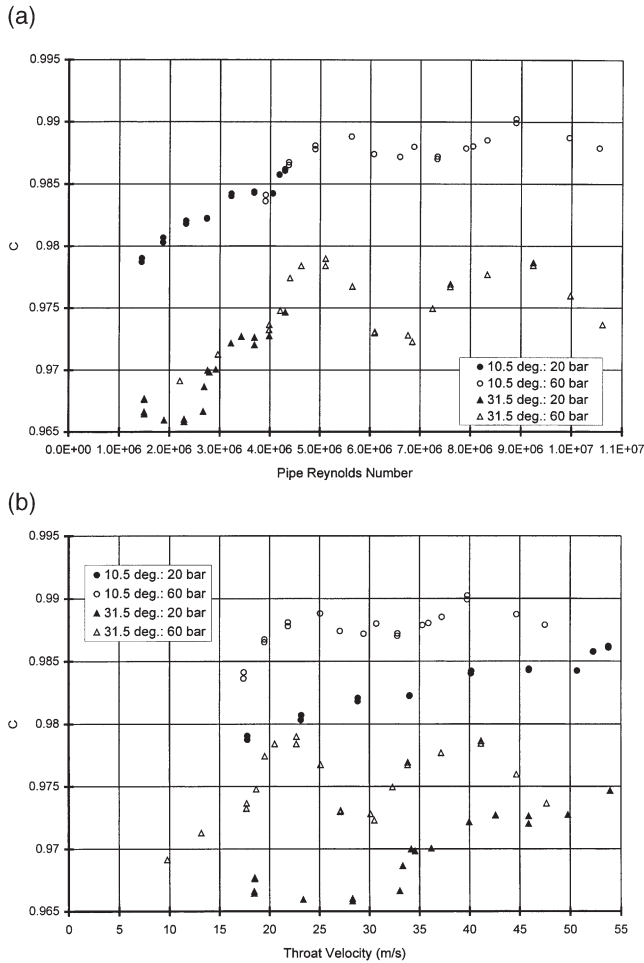 (a)
0.995
0.99
0.985
0.98
0.975
0.97
0.965
C
10.5 deg.: 20 bar
10.5 deg.: 60 bar
31.5 deg.: 20 bar
31.5 deg.: 60 bar
0.0E+00 1.0E+06 2.0E+06 3.0E+06 4.0E+06 5.0E+06 6.0E+06 7.0E+06 8.0E+06 9.0E+06 1.0E+07 1.1E+07
Pipe Reynolds Number
(b)
0.995
0.99
0.985
0.98
0.975
0.97
0.965
C
10.5 deg.: 20 bar
10.5 deg.: 60 bar
31.5 deg.: 20 bar
31.5 deg.: 60 bar
0 5 10 15 20 25 30 35 40 45 50 55
Throat Velocity (m/s)